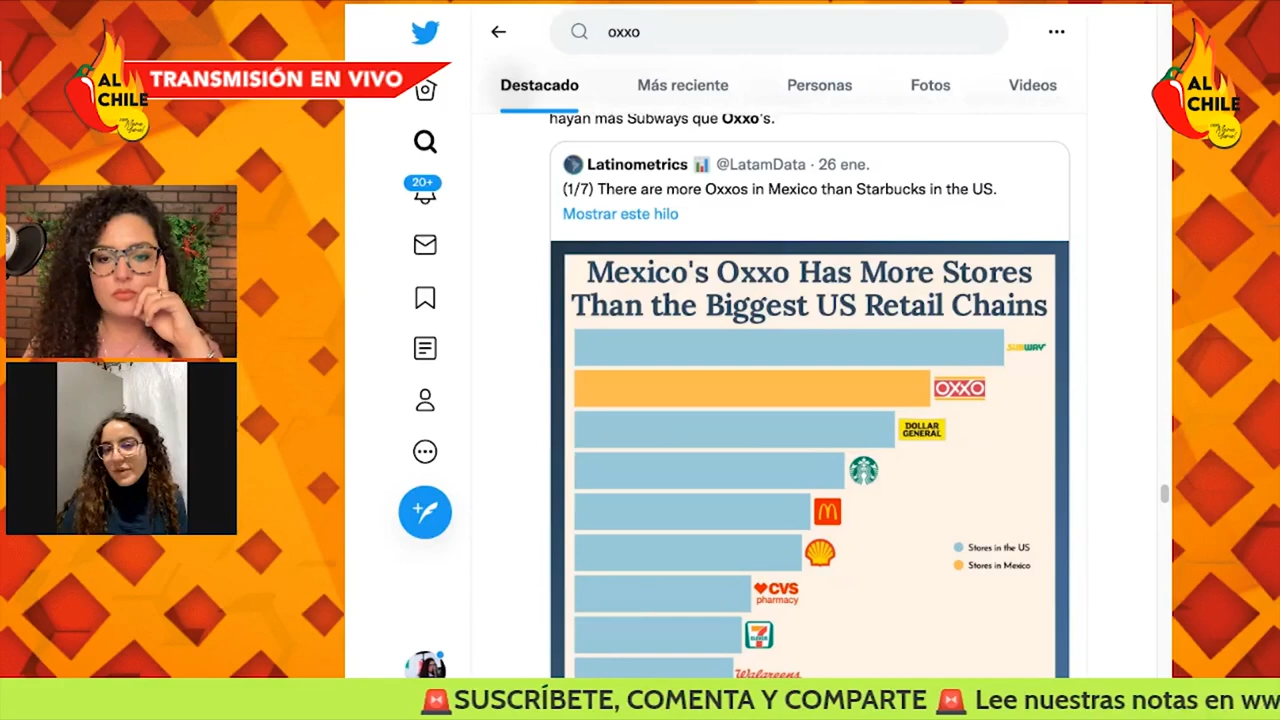 AL
CHILE
TRANSMISIÓN EN VIVO
oxxo
Destacado
Más reciente
Personas
Fotos
Videos
hayan más Subways que Oxxo's.
20+
Latinometrics @LatamData · 26 ene.
(1/7) There are more Oxxos in Mexico than Starbucks in the US.
Mostrar este hilo
Mexico's Oxxo Has More Stores
Than the Biggest US Retail Chains
SUBWAY
OXXO
DOLLAR
GENERAL
CVS
pharmacy
7
ELEVEN
Walgreens
Stores in the US
Stores in Mexico
AL
CHILE
SUSCRÍBETE, COMENTA Y COMPARTE Lee nuestras notas en ww